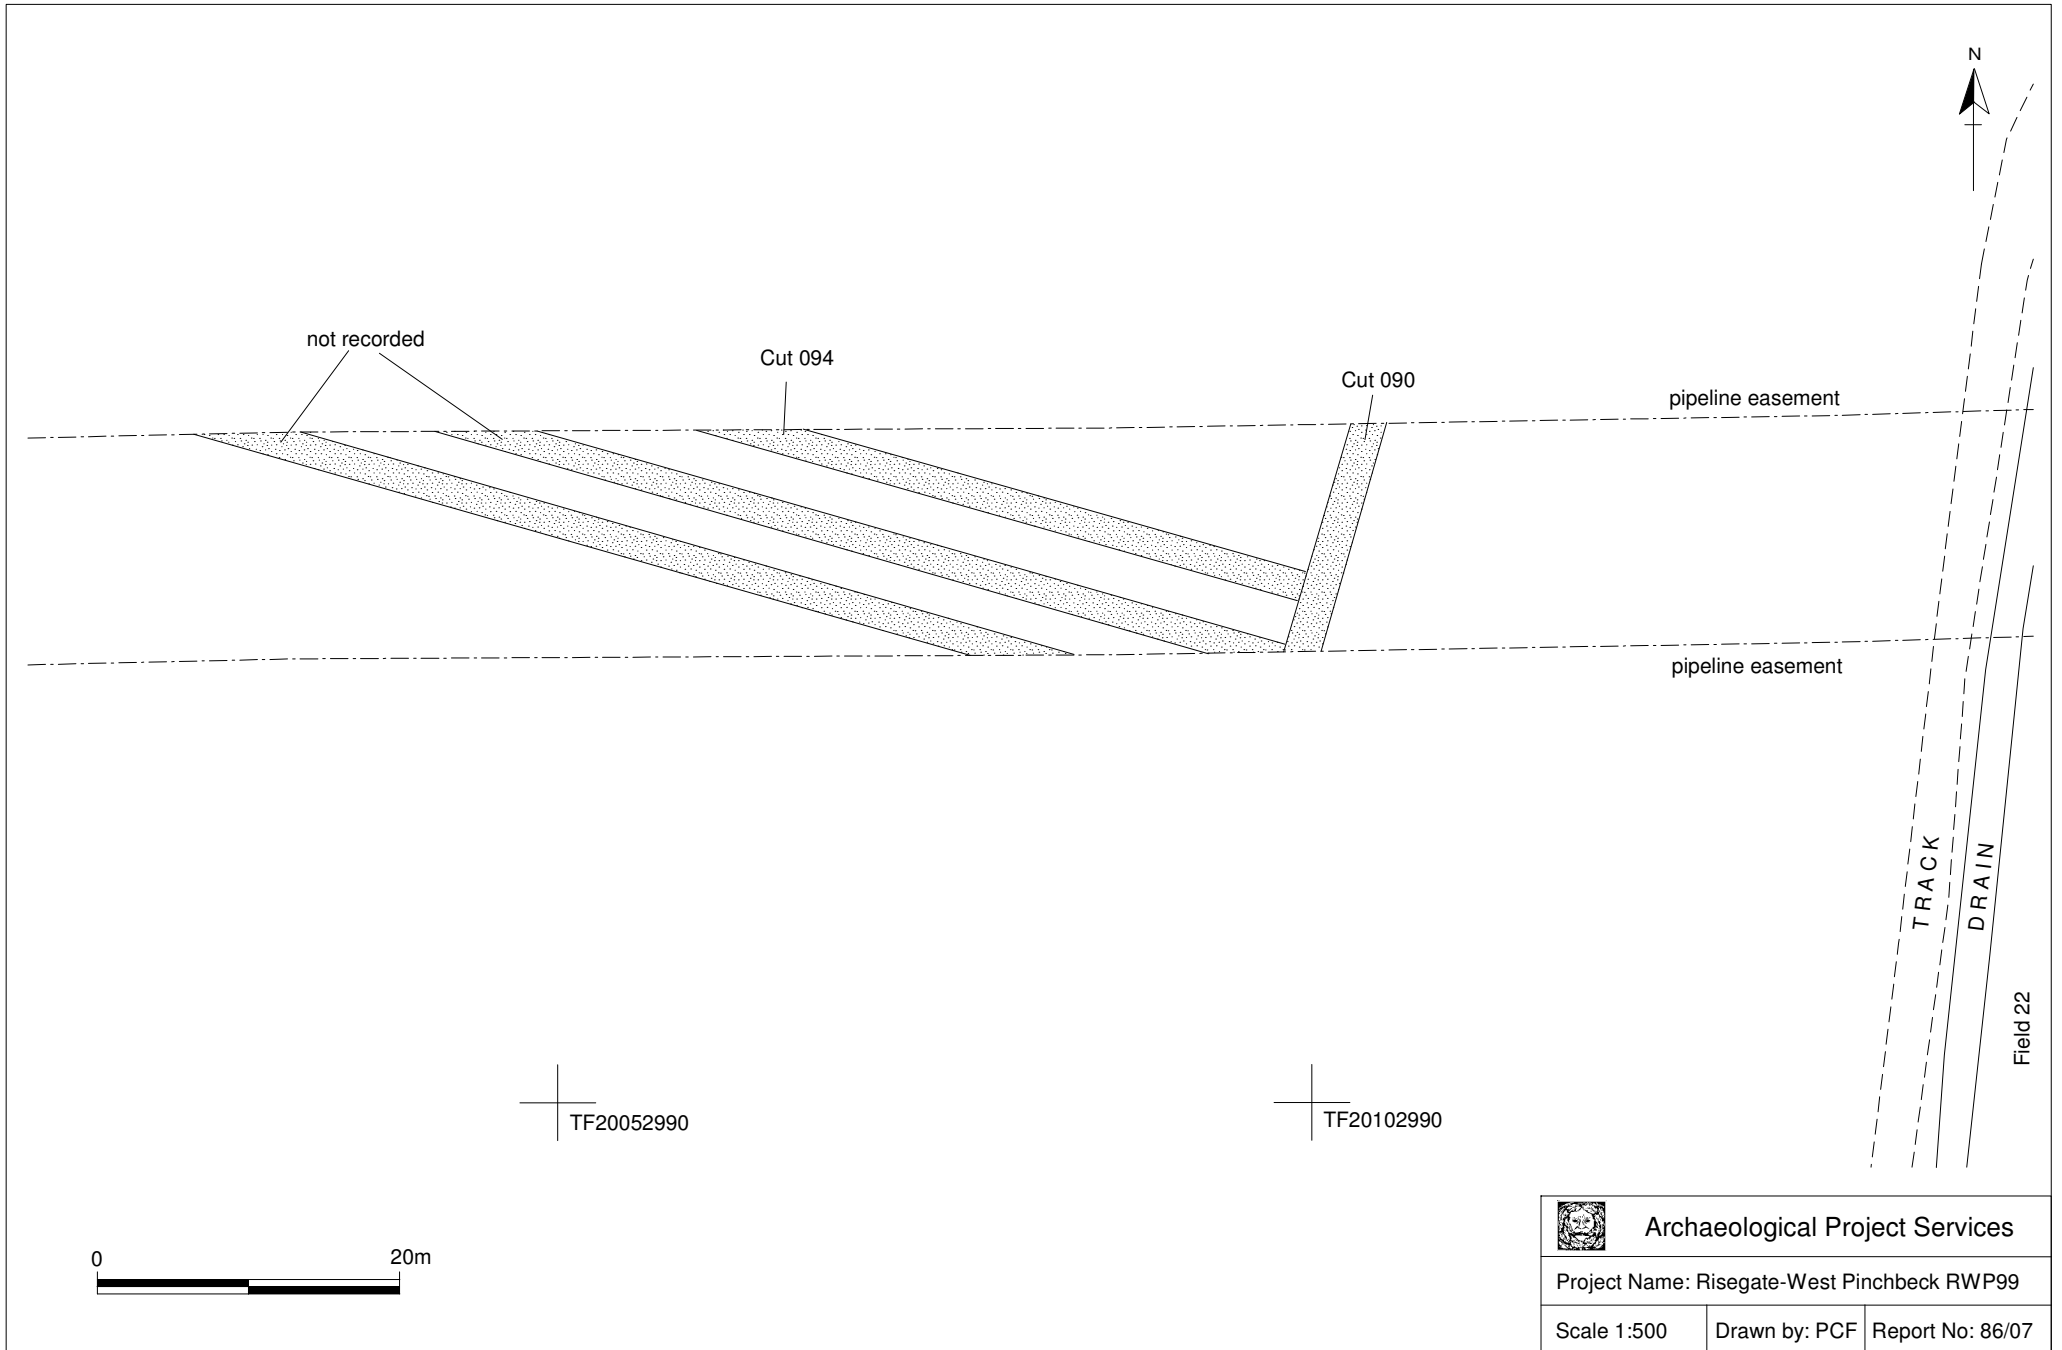 N
not recorded
Cut 094
Cut 090
pipeline easement
pipeline easement
TRACK
DRAIN
Field 22
TF20052990
TF20102990
0 20m
Archaeological Project Services
Project Name: Risegate-West Pinchbeck RWP99
Scale 1:500 Drawn by: PCF Report No: 86/07